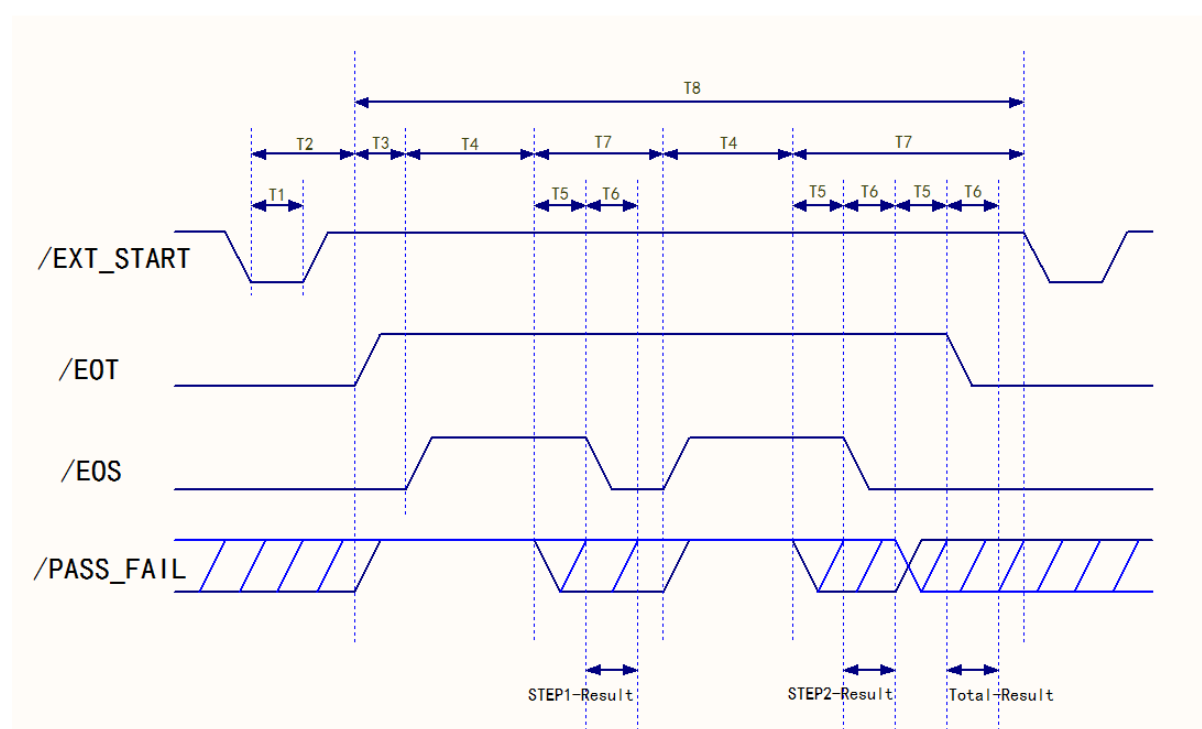 T8
T2 T3 T4 T7 T4 T7
T1 T5 T6 T5 T6 T5 T6
/EXT_START
/EOT
/EOS
/PASS_FAIL
STEP1-Result STEP2-Result Total-Result